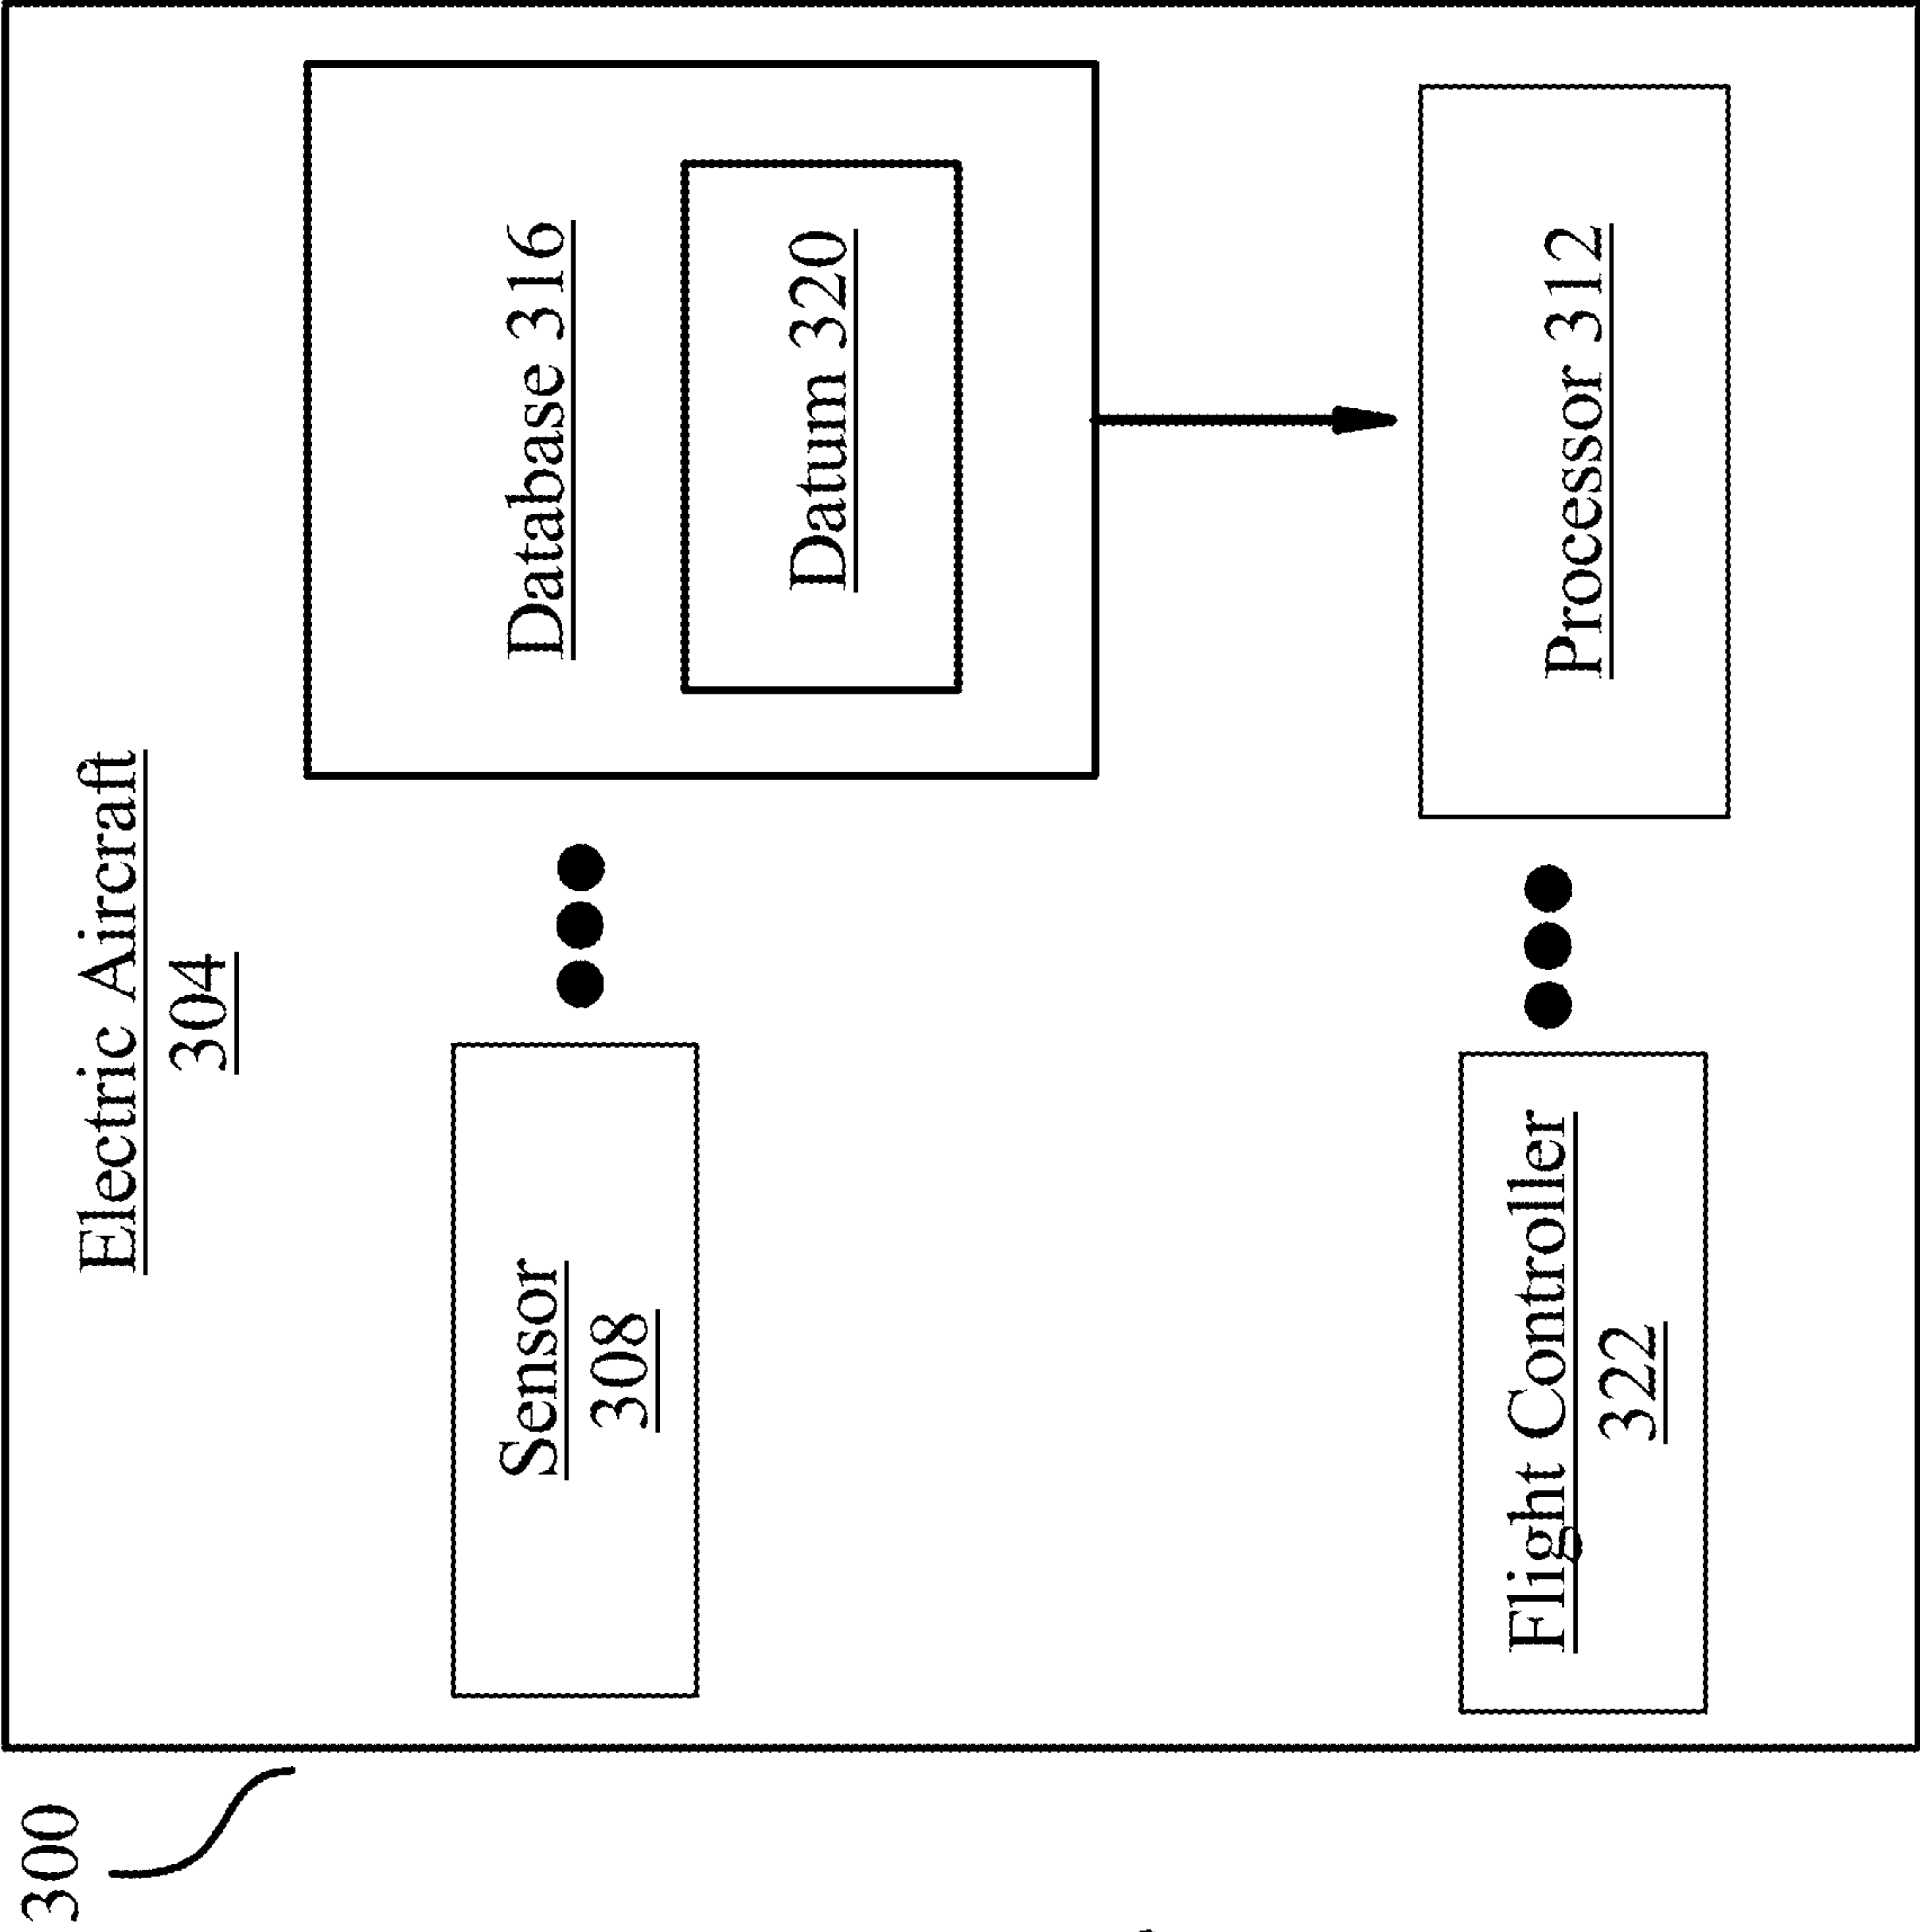 300
Electric Aircraft
304
Sensor
308
Database 316
Datum 320
Flight Controller
322
Processor 312